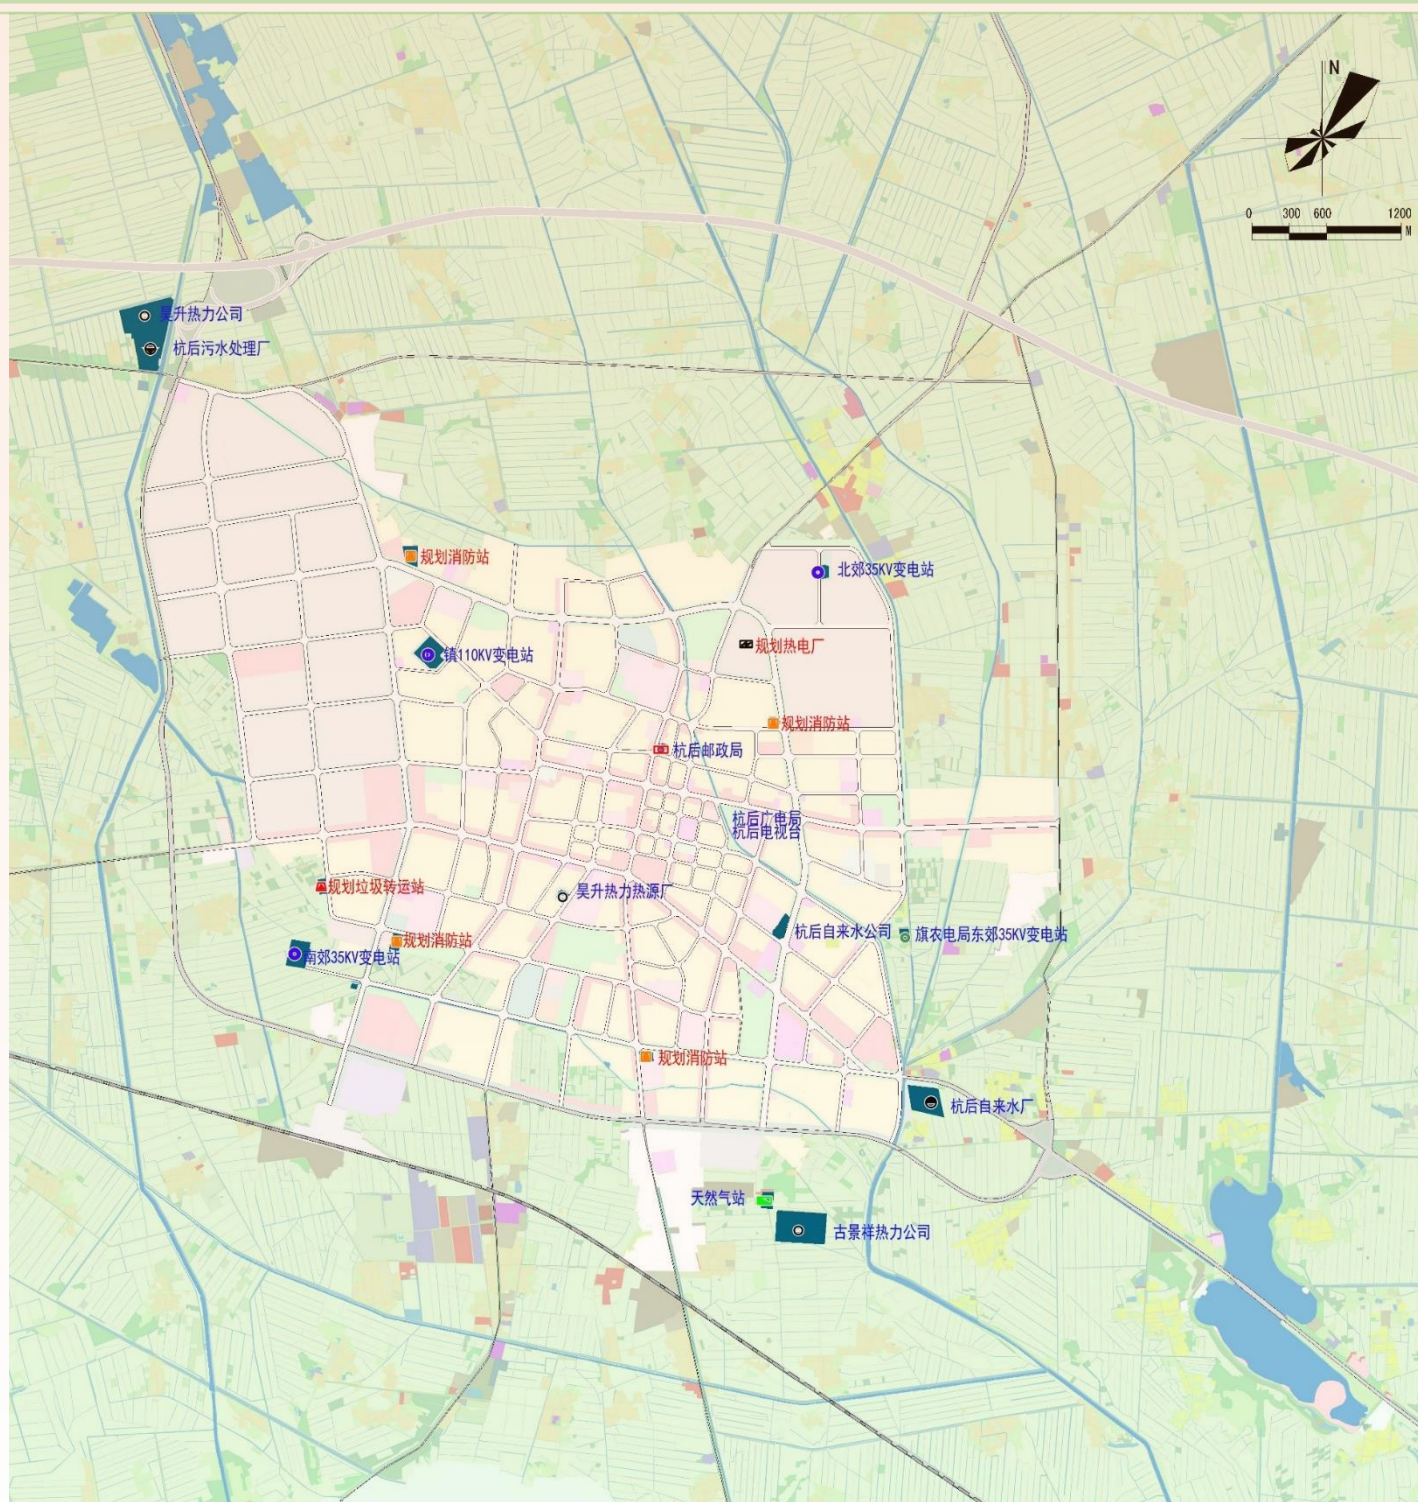 N
0 300 600 1200
M
昊升热力公司
杭后污水处理厂
规划消防站
北郊35KV变电站
规划热电厂
镇110KV变电站
规划消防站
杭后邮政局
杭后广电局
杭后电视台
规划垃圾转运站
昊升热力热源厂
杭后自来水公司
旗农电局东郊35KV变电站
规划消防站
南郊35KV变电站
规划消防站
杭后自来水厂
天然气站
古景祥热力公司